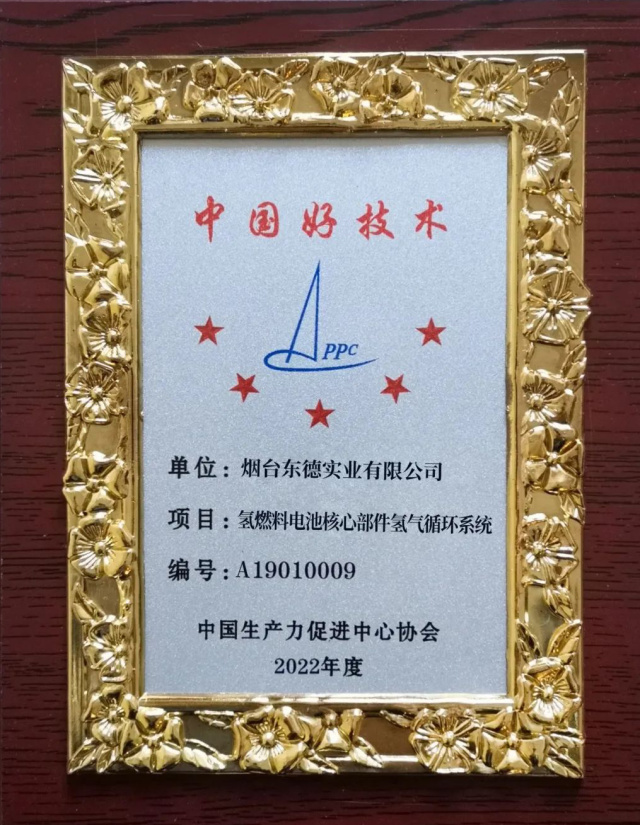 中国好技术
PPC
单位：烟台东德实业有限公司
项目：氢燃料电池核心部件氢气循环系统
编号：A19010009
中国生产力促进中心协会
2022年度